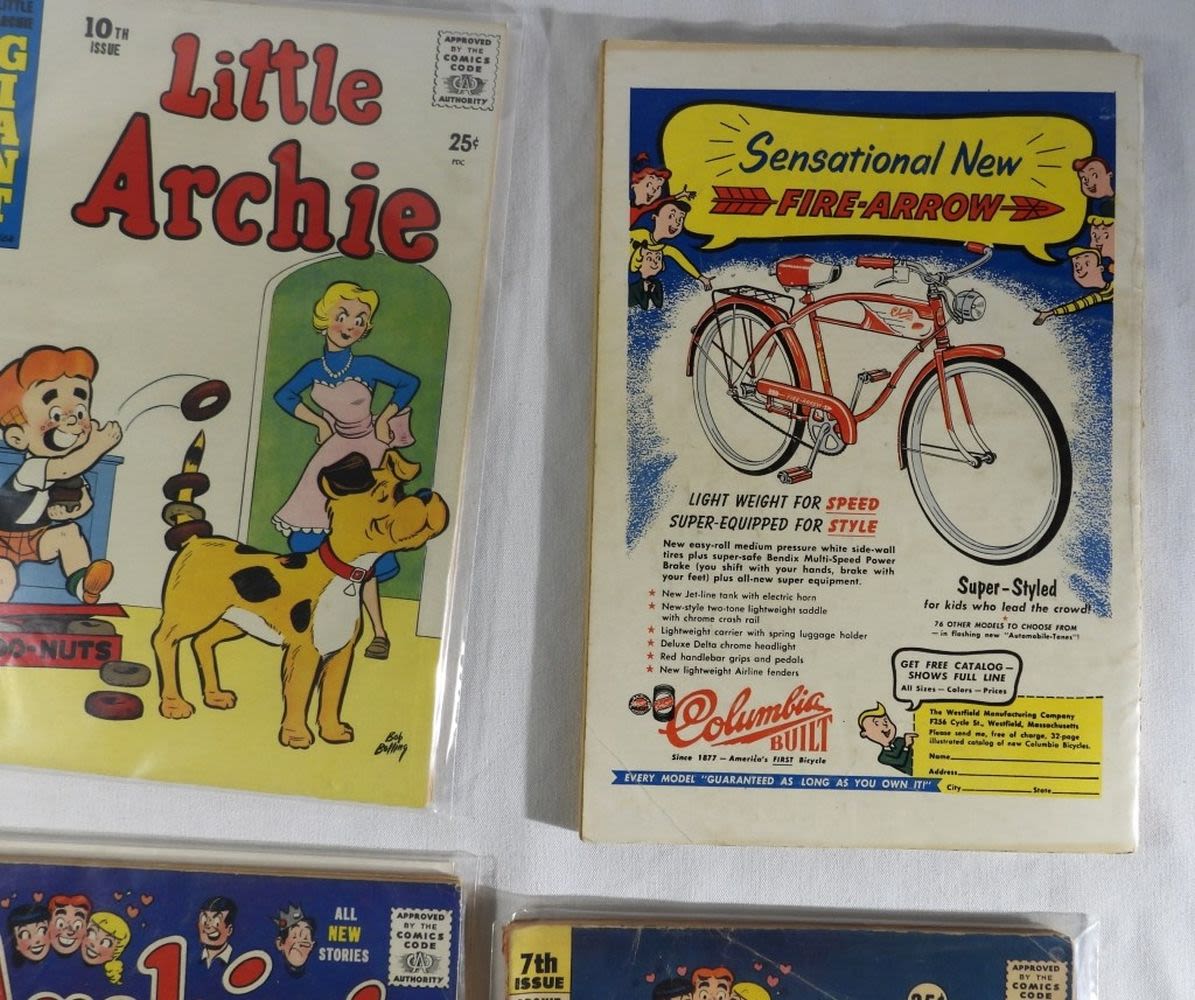 LITTLE
ARCHIE
GIANT
10TH
ISSUE
Little
Archie
APPROVED
BY THE
COMICS
CODE
AUTHORITY
25¢
PDC
DO-NUTS
Bob
Bolling
Sensational New
FIRE-ARROW
Columbia
FIRE-ARROW
LIGHT WEIGHT FOR SPEED
SUPER-EQUIPPED FOR STYLE
New easy-roll medium pressure white side-wall
tires plus super-safe Bendix Multi-Speed Power
Brake (you shift with your hands, brake with
your feet) plus all-new super equipment.
★ New Jet-line tank with electric horn
★ New-style two-tone lightweight saddle
with chrome crash rail
★ Lightweight carrier with spring luggage holder
★ Deluxe Delta chrome headlight
★ Red handlebar grips and pedals
★ New lightweight Airline fenders
Super-Styled
for kids who lead the crowd!
★
76 OTHER MODELS TO CHOOSE FROM
— in flashing new "Automobile-Tones"!
GET FREE CATALOG—
SHOWS FULL LINE
All Sizes — Colors — Prices
Columbia
BUILT
Since 1877 — America's FIRST Bicycle
The Westfield Manufacturing Company
F256 Cycle St., Westfield, Massachusetts
Please send me, free of charge, 32-page
illustrated catalog of new Columbia Bicycles.
Name
Address
City State
EVERY MODEL "GUARANTEED AS LONG AS YOU OWN IT!"
ALL
NEW
STORIES
APPROVED
BY THE
COMICS
CODE
AUTHORITY
7th
ISSUE
35¢
APPROVED
BY THE
COMICS
CODE